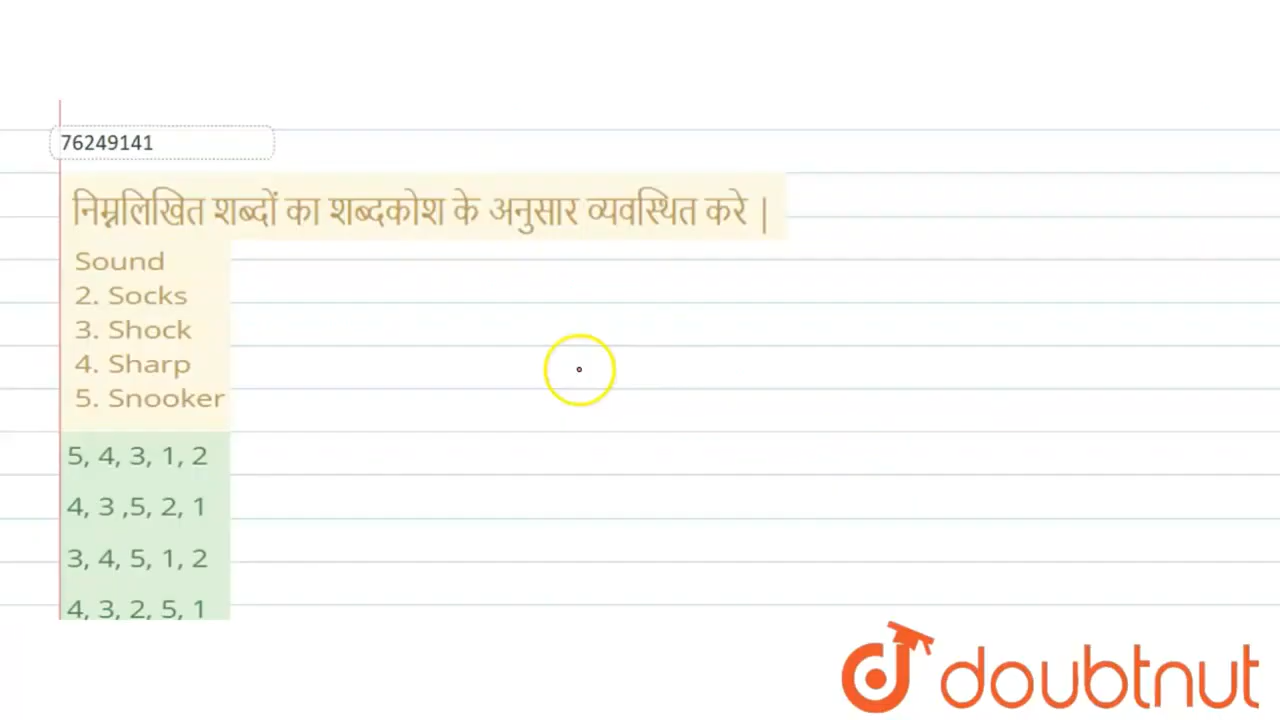 76249141
निम्नलिखित शब्दों का शब्दकोश के अनुसार व्यवस्थित करे |
Sound
2. Socks
3. Shock
4. Sharp
5. Snooker
5, 4, 3, 1, 2
4, 3 ,5, 2, 1
3, 4, 5, 1, 2
4, 3, 2, 5, 1
doubtnut